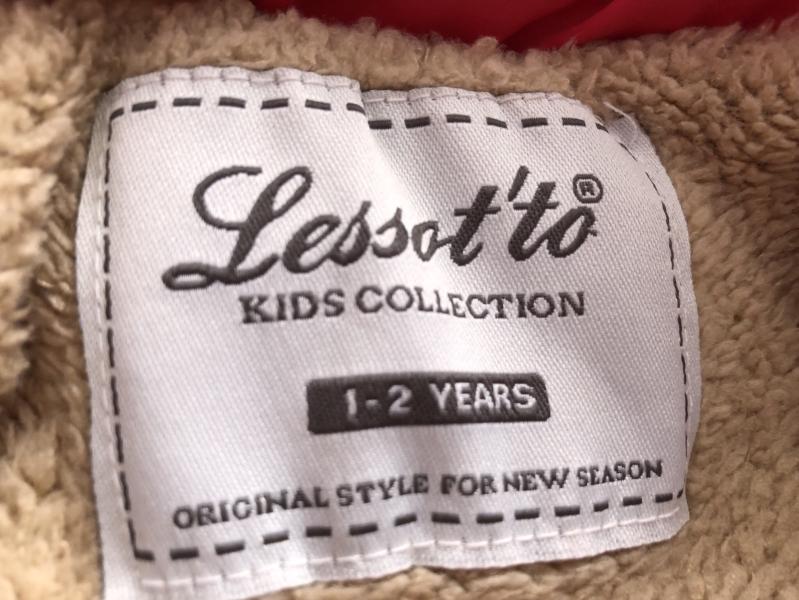 Lessot'to®
KIDS COLLECTION
1-2 YEARS
ORIGINAL STYLE FOR NEW SEASON